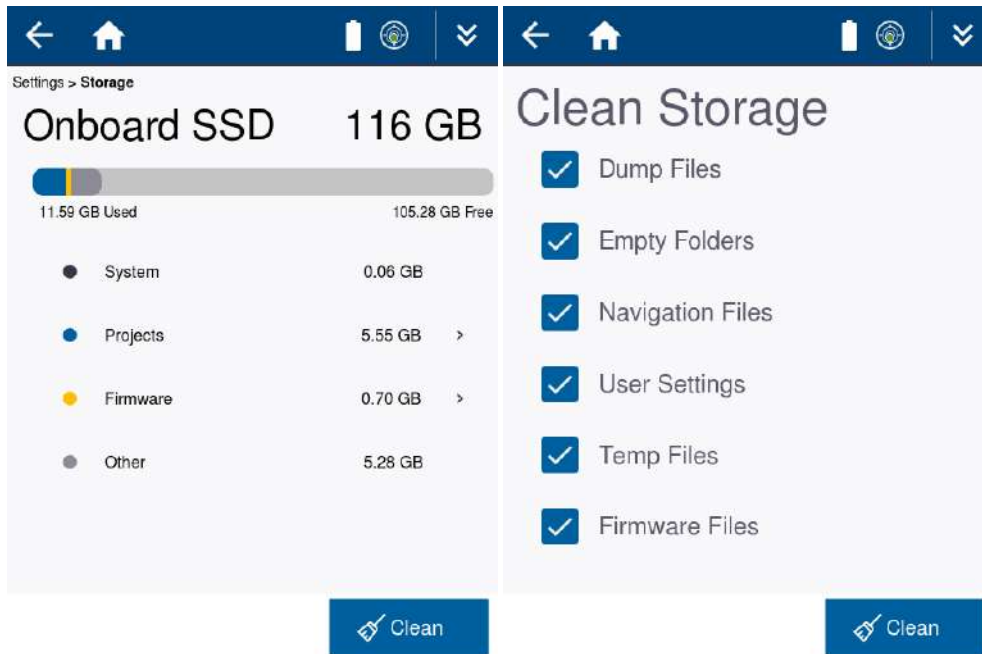 Settings > Storage
Onboard SSD 116 GB
11.59 GB Used 105.28 GB Free
System 0.06 GB
Projects 5.55 GB >
Firmware 0.70 GB >
Other 5.28 GB
Clean
Clean Storage
Dump Files
Empty Folders
Navigation Files
User Settings
Temp Files
Firmware Files
Clean